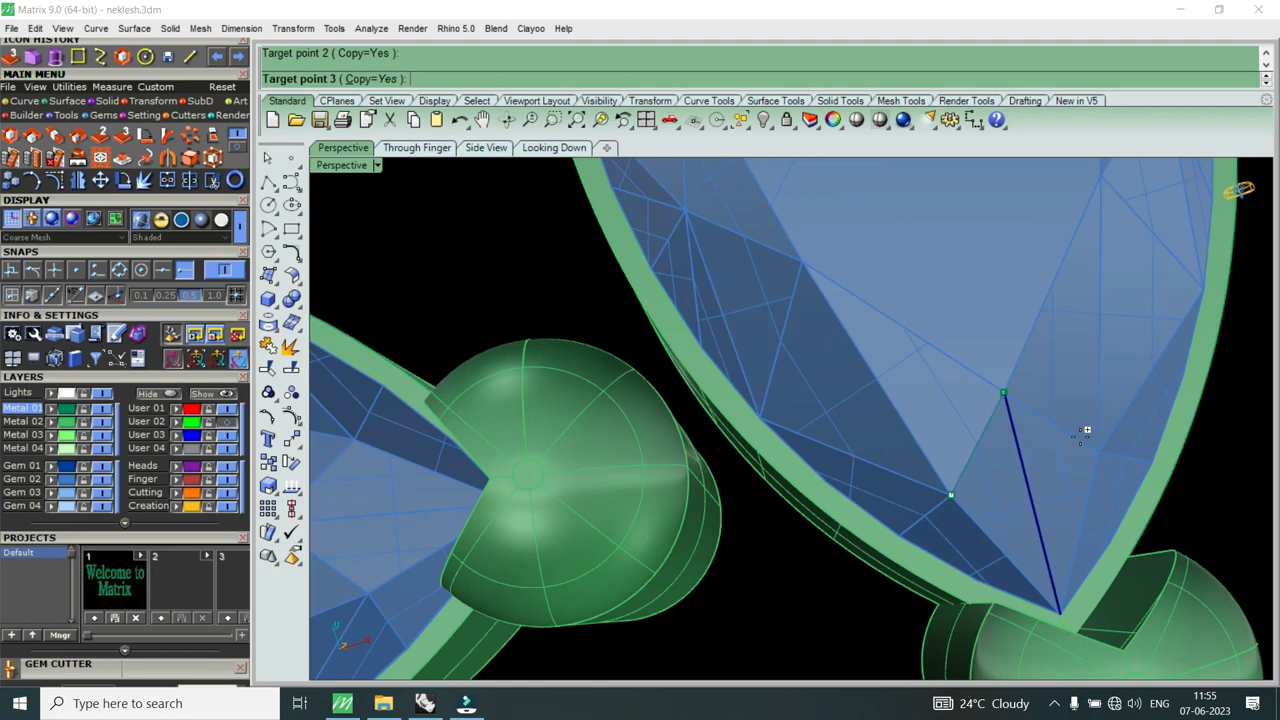 Matrix 9.0 (64-bit) - neklesh.3dm
File Edit View Curve Surface Solid Mesh Dimension Transform Tools Analyze Render Rhino 5.0 Blend Clayoo Help
ICON HISTORY
MAIN MENU
File View Utilities Measure Custom Reset
Curve Surface Solid Transform SubD Art
Builder Tools Gems Setting Cutters Render
DISPLAY
Coarse Mesh Shaded
SNAPS
0.1 0.25 0.5 1.0
INFO & SETTINGS
LAYERS
Lights Hide Show
Metal 01 User 01
Metal 02 User 02
Metal 03 User 03
Metal 04 User 04
Gem 01 Heads
Gem 02 Finger
Gem 03 Cutting
Gem 04 Creation
PROJECTS
Default 1 2 3
Welcome to
Matrix
Mngr
GEM CUTTER
Target point 2 ( Copy=Yes ):
Target point 3 ( Copy=Yes ):
Standard CPlanes Set View Display Select Viewport Layout Visibility Transform Curve Tools Surface Tools Solid Tools Mesh Tools Render Tools Drafting New in V5
Perspective Through Finger Side View Looking Down
Perspective
y
x
z
Type here to search
24°C Cloudy
ENG
11:55
07-06-2023